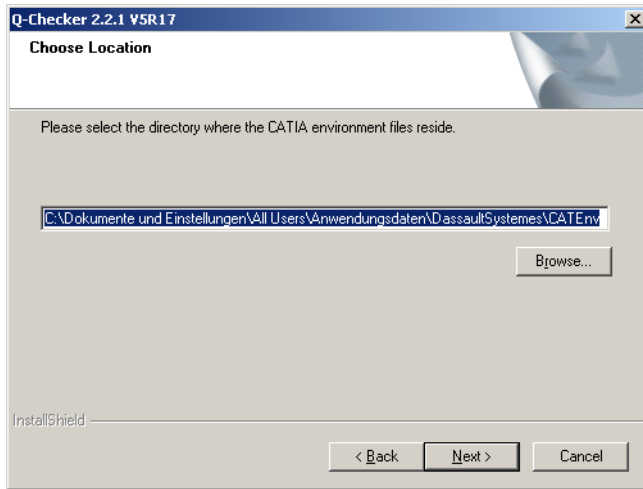 Q-Checker 2.2.1 V5R17
Choose Location
Please select the directory where the CATIA environment files reside.
C:\Dokumente und Einstellungen\All Users\Anwendungsdaten\DassaultSystemes\CATEnv
Browse...
InstallShield
< Back Next > Cancel